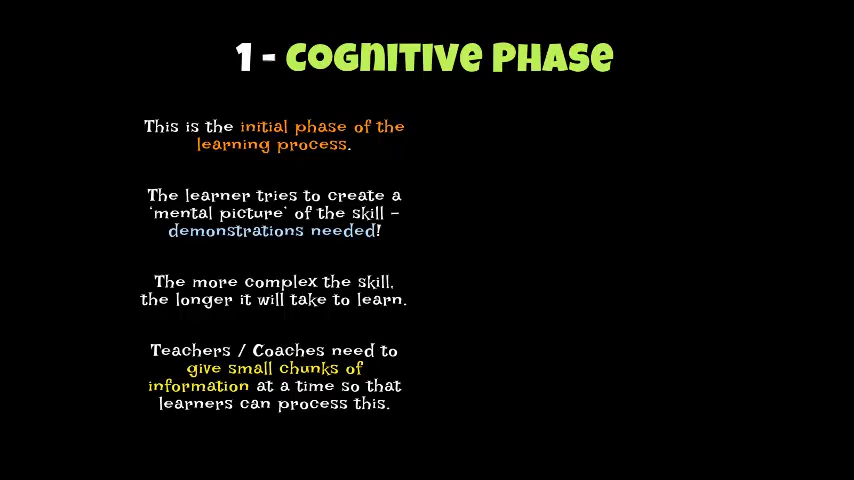 1 - COGNITIVE PHASE
This is the initial phase of the
learning process.
The learner tries to create a
'mental picture' of the skill –
demonstrations needed!
The more complex the skill,
the longer it will take to learn.
Teachers / Coaches need to
give small chunks of
information at a time so that
learners can process this.